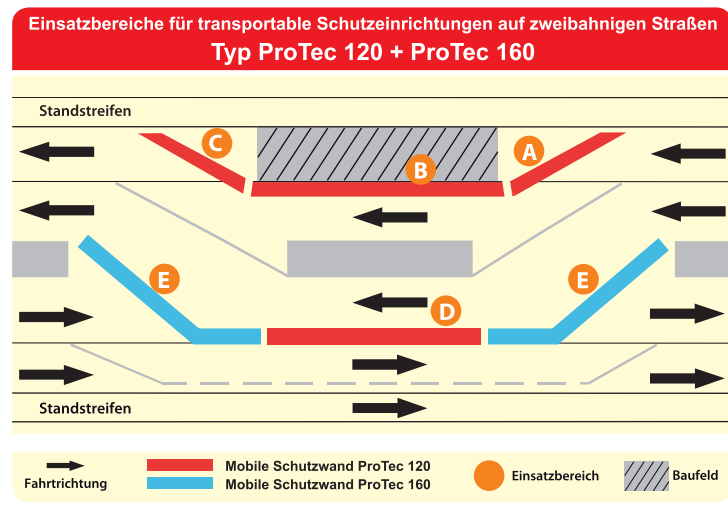 Einsatzbereiche für transportable Schutzeinrichtungen auf zweibahnigen Straßen
Typ ProTec 120 + ProTec 160
Standstreifen
C
A
B
E
E
D
Standstreifen
Fahrtrichtung
Mobile Schutzwand ProTec 120
Mobile Schutzwand ProTec 160
Einsatzbereich
Baufeld